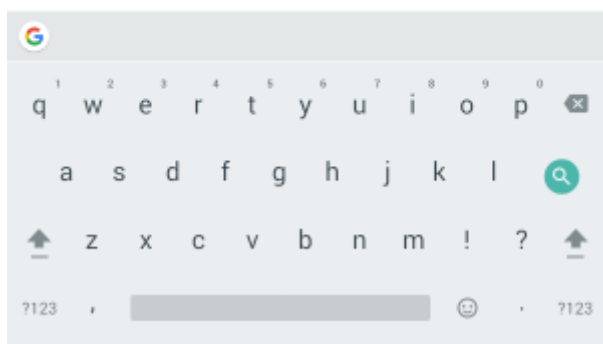 G
1 2 3 4 5 6 7 8 9 0
q w e r t y u i o p
a s d f g h j k l
z x c v b n m ! ?
?123 , . ?123